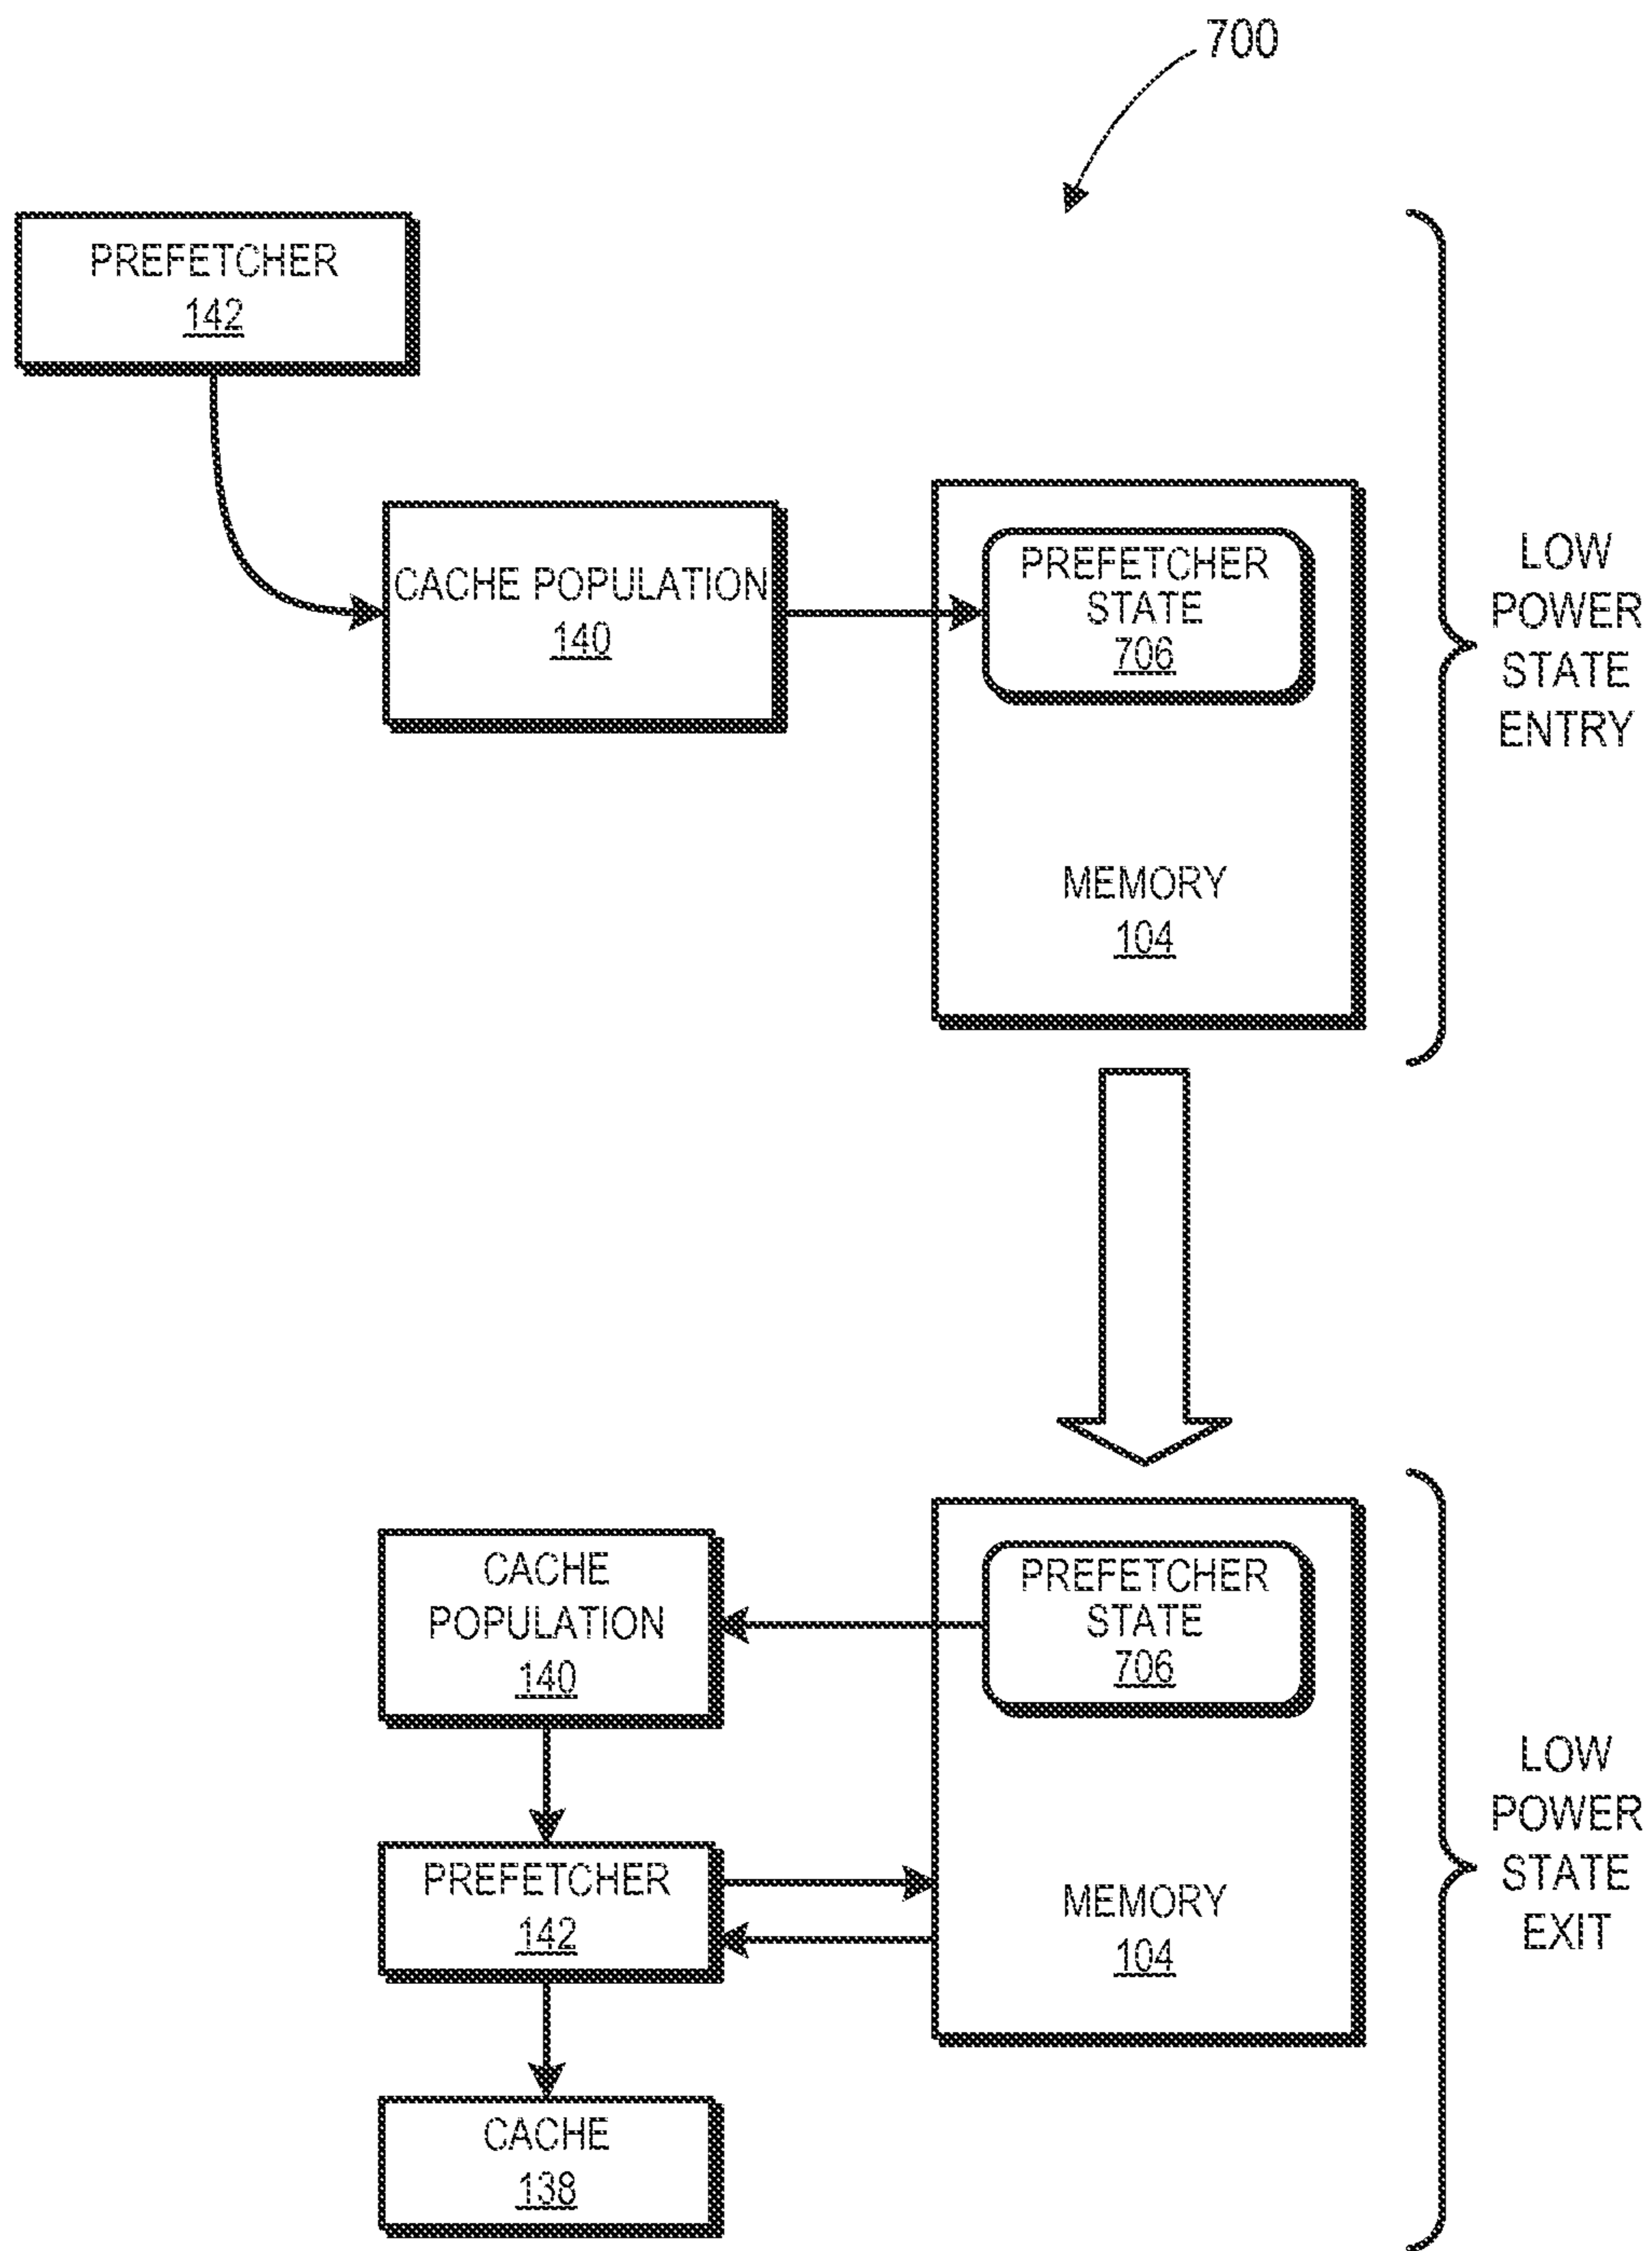 700
PREFETCHER
142
CACHE POPULATION
140
PREFETCHER
STATE
706
MEMORY
104
LOW
POWER
STATE
ENTRY
CACHE
POPULATION
140
PREFETCHER
STATE
706
PREFETCHER
142
MEMORY
104
CACHE
138
LOW
POWER
STATE
EXIT